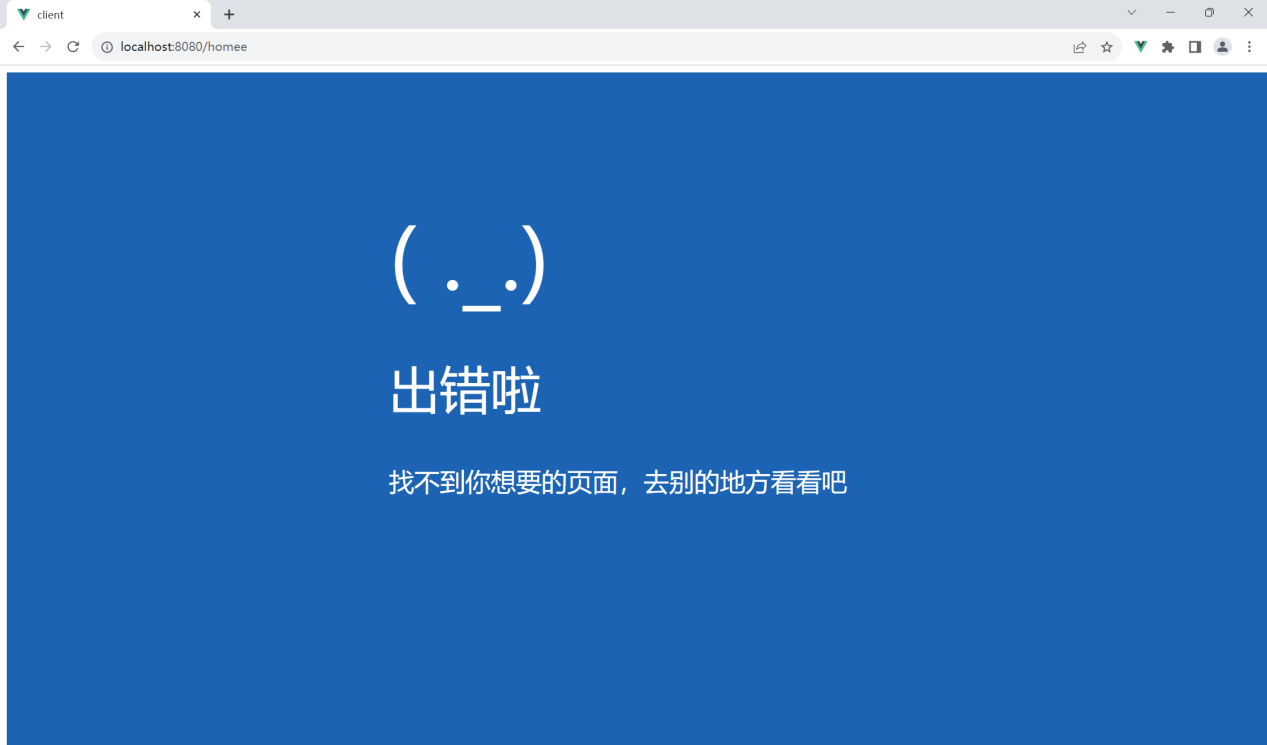 client
localhost:8080/homee
( ._.)
出错啦
找不到你想要的页面，去别的地方看看吧